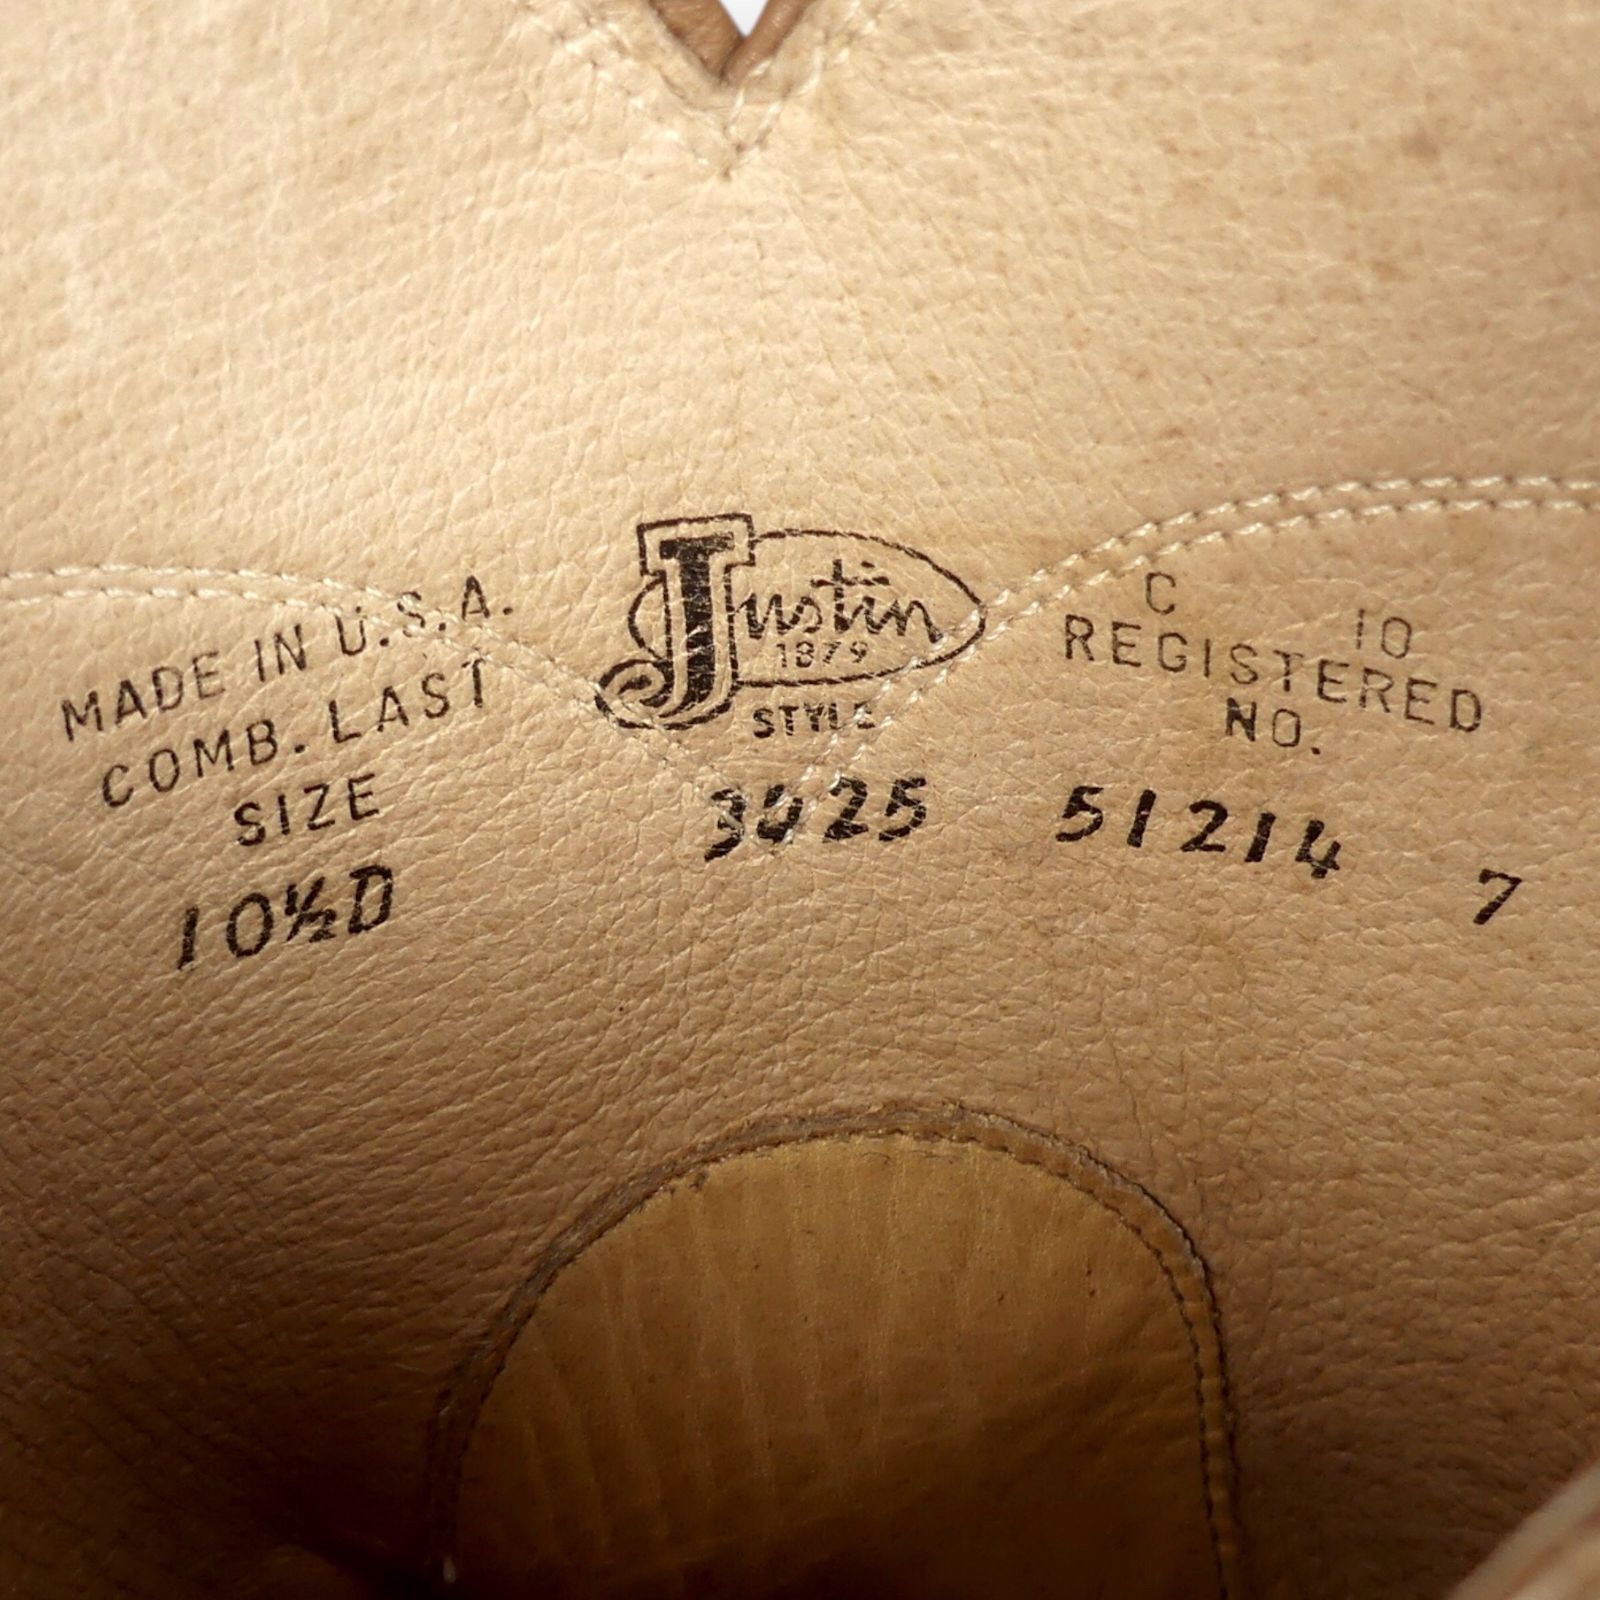 MADE IN U.S.A.
COMB. LAST
SIZE
10½D
Justin
1879
STYLE
3025
C 10
REGISTERED
NO.
51214 7